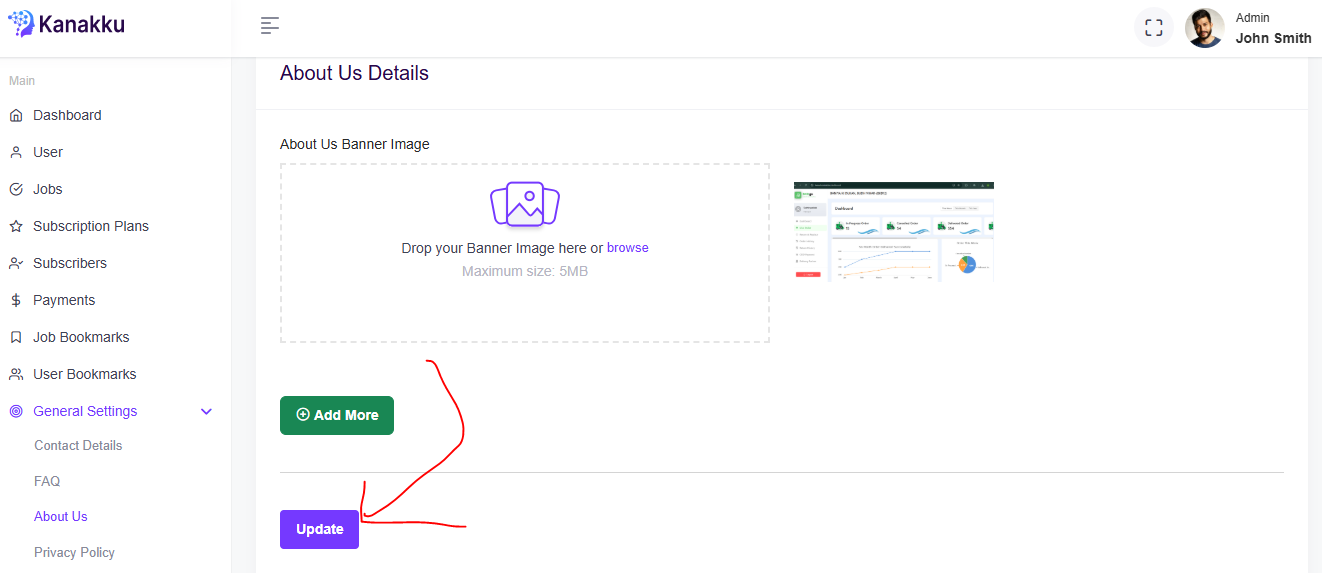 Kanakku
Admin
John Smith
Main
Dashboard
User
Jobs
Subscription Plans
Subscribers
Payments
Job Bookmarks
User Bookmarks
General Settings
Contact Details
FAQ
About Us
Privacy Policy
About Us Details
About Us Banner Image
Drop your Banner Image here or browse
Maximum size: 5MB
Dashboard
Add More
Update